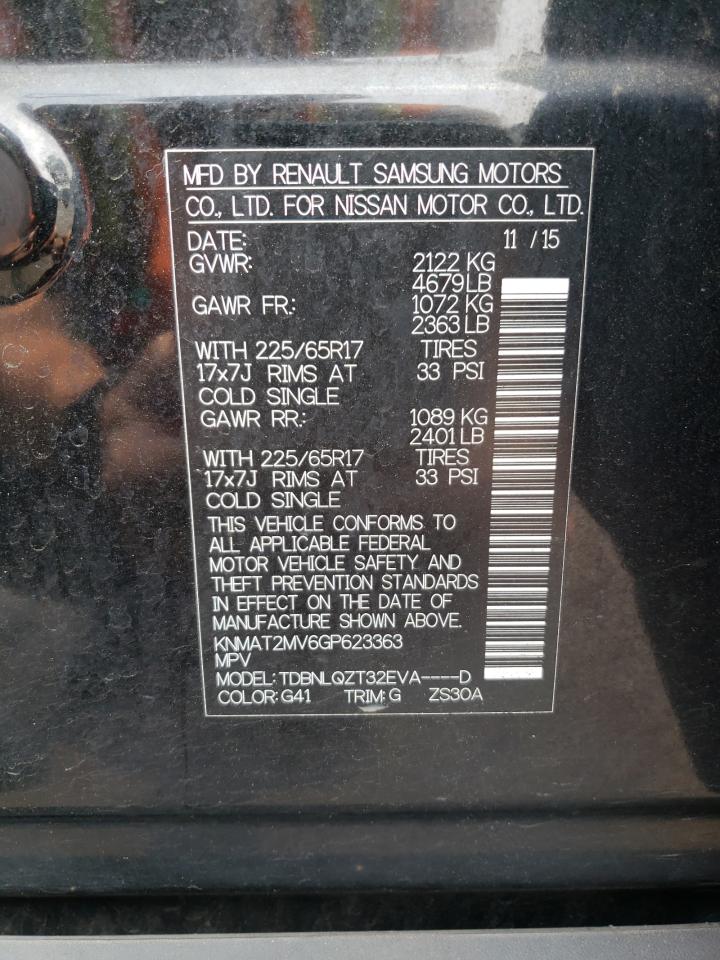 MFD BY RENAULT SAMSUNG MOTORS
CO., LTD. FOR NISSAN MOTOR CO., LTD.
DATE: 11 / 15
GVWR: 2122 KG
4679 LB
GAWR FR.: 1072 KG
2363 LB
WITH 225/65R17 TIRES
17x7J RIMS AT 33 PSI
COLD SINGLE
GAWR RR.: 1089 KG
2401 LB
WITH 225/65R17 TIRES
17x7J RIMS AT 33 PSI
COLD SINGLE
THIS VEHICLE CONFORMS TO
ALL APPLICABLE FEDERAL
MOTOR VEHICLE SAFETY AND
THEFT PREVENTION STANDARDS
IN EFFECT ON THE DATE OF
MANUFACTURE SHOWN ABOVE.
KNMAT2MV6GP623363
MPV
MODEL: TDBNLQZT32EVA----D
COLOR: G41 TRIM: G ZS30A